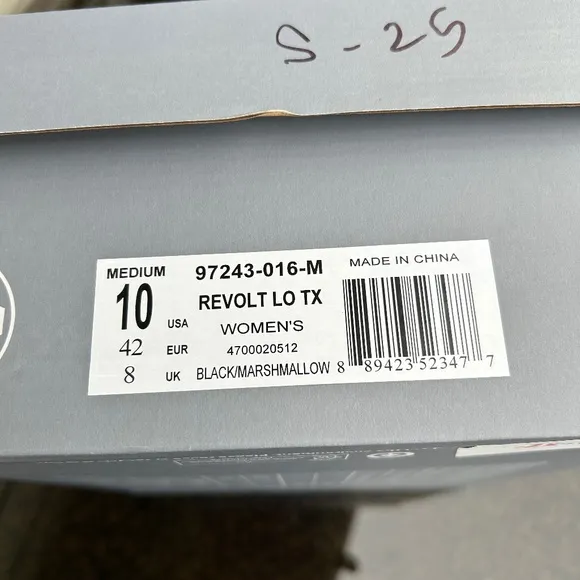 S-25
MEDIUM 97243-016-M MADE IN CHINA
10 USA REVOLT LO TX
WOMEN'S
42 EUR 4700020512
8 UK BLACK/MARSHMALLOW 8 89423 52347 7